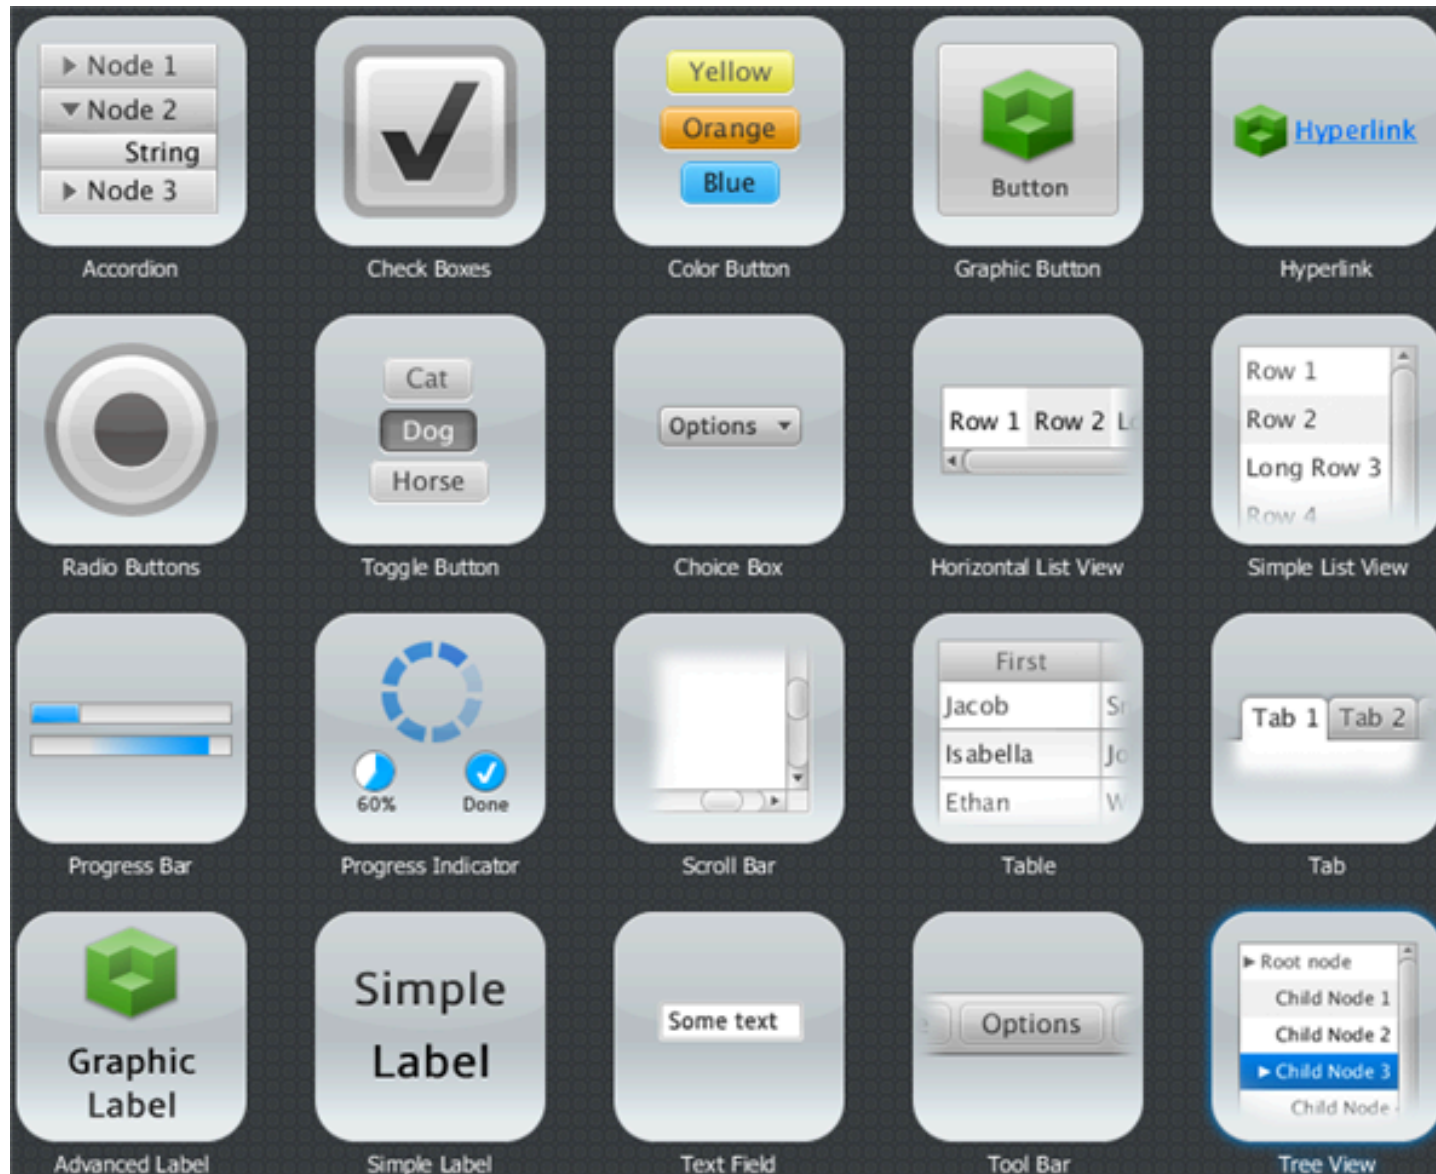 Node 1
Node 2
String
Node 3
Accordion
Check Boxes
Yellow
Orange
Blue
Color Button
Button
Graphic Button
Hyperlink
Hyperlink
Radio Buttons
Cat
Dog
Horse
Toggle Button
Options
Choice Box
Row 1 Row 2
Horizontal List View
Row 1
Row 2
Long Row 3
Row 4
Simple List View
Progress Bar
60% Done
Progress Indicator
Scroll Bar
First
Jacob
Isabella
Ethan
Table
Tab 1 Tab 2
Tab
Graphic
Label
Advanced Label
Simple
Label
Simple Label
Some text
Text Field
Options
Tool Bar
Root node
Child Node 1
Child Node 2
Child Node 3
Child Node
Tree View